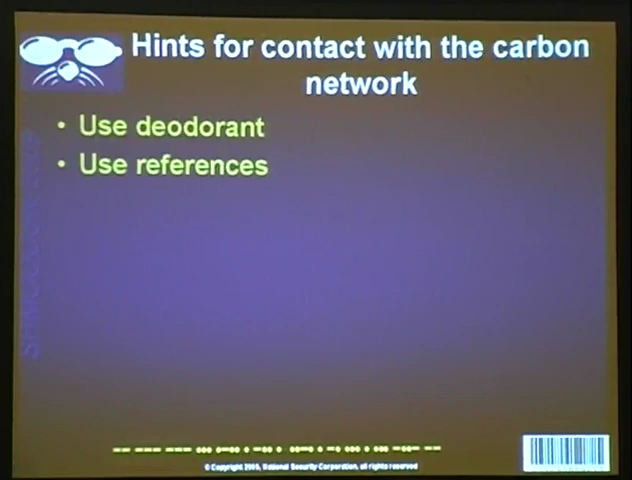 Hints for contact with the carbon
network
• Use deodorant
• Use references
© Copyright 2005, National Security Corporation, all rights reserved